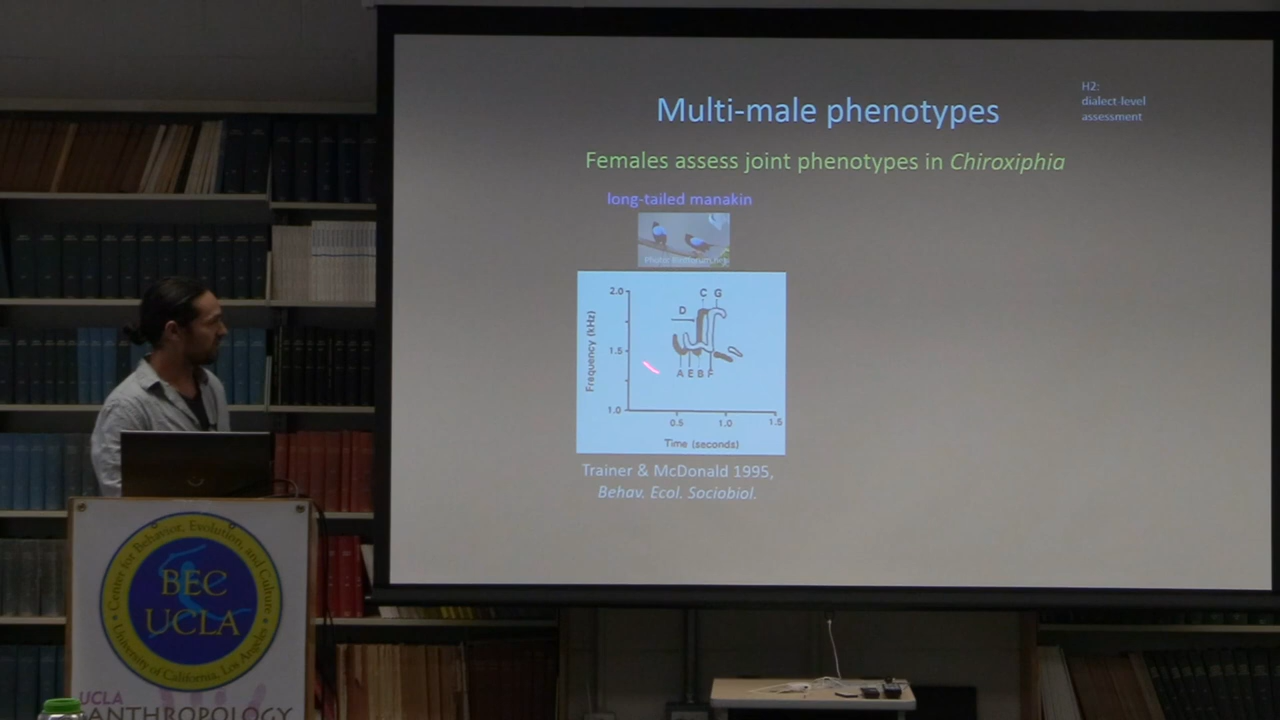 Multi-male phenotypes
H2:
dialect-level
assessment
Females assess joint phenotypes in Chiroxiphia
long-tailed manakin
C G
D
2.0
1.5
1.0
Frequency (kHz)
A E B F
0.5 1.0 1.5
Time (seconds)
Trainer & McDonald 1995,
Behav. Ecol. Sociobiol.
Center for Behavior, Evolution, and Culture
BEC
UCLA
University of California, Los Angeles
UCLA
ANTHROPOLOGY